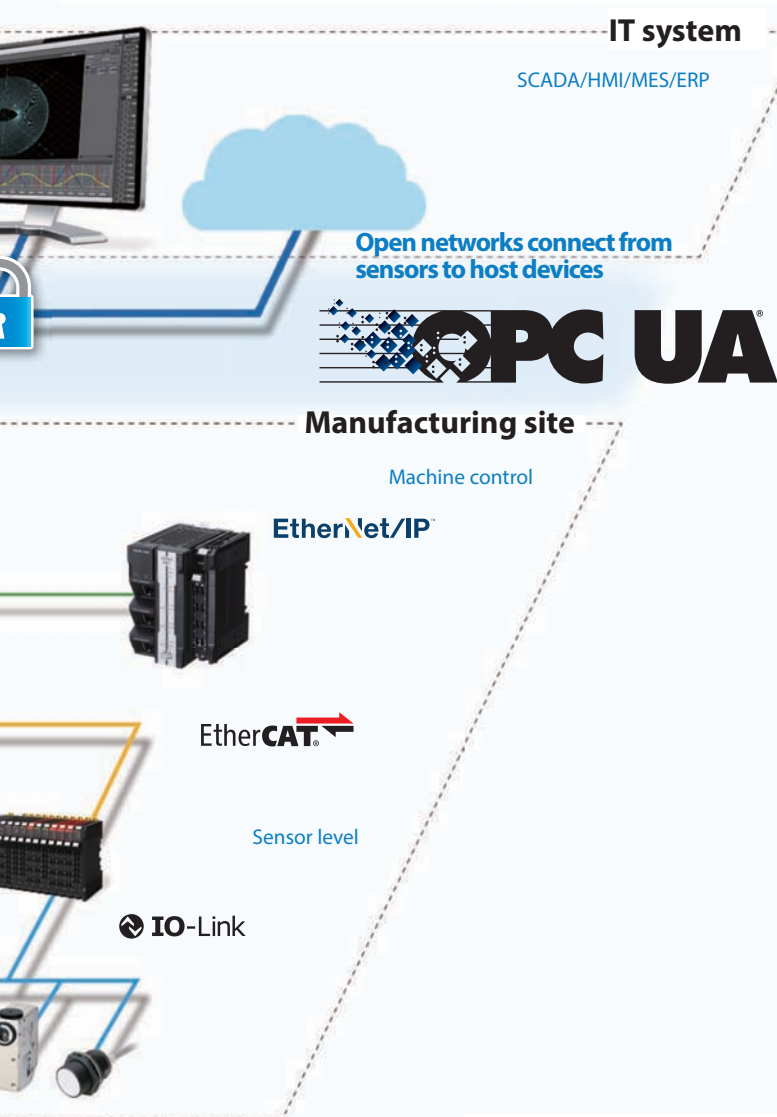 IT system
SCADA/HMI/MES/ERP
Open networks connect from
sensors to host devices
OPC UA®
Manufacturing site
Machine control
EtherNet/IP™
EtherCAT®
Sensor level
IO-Link